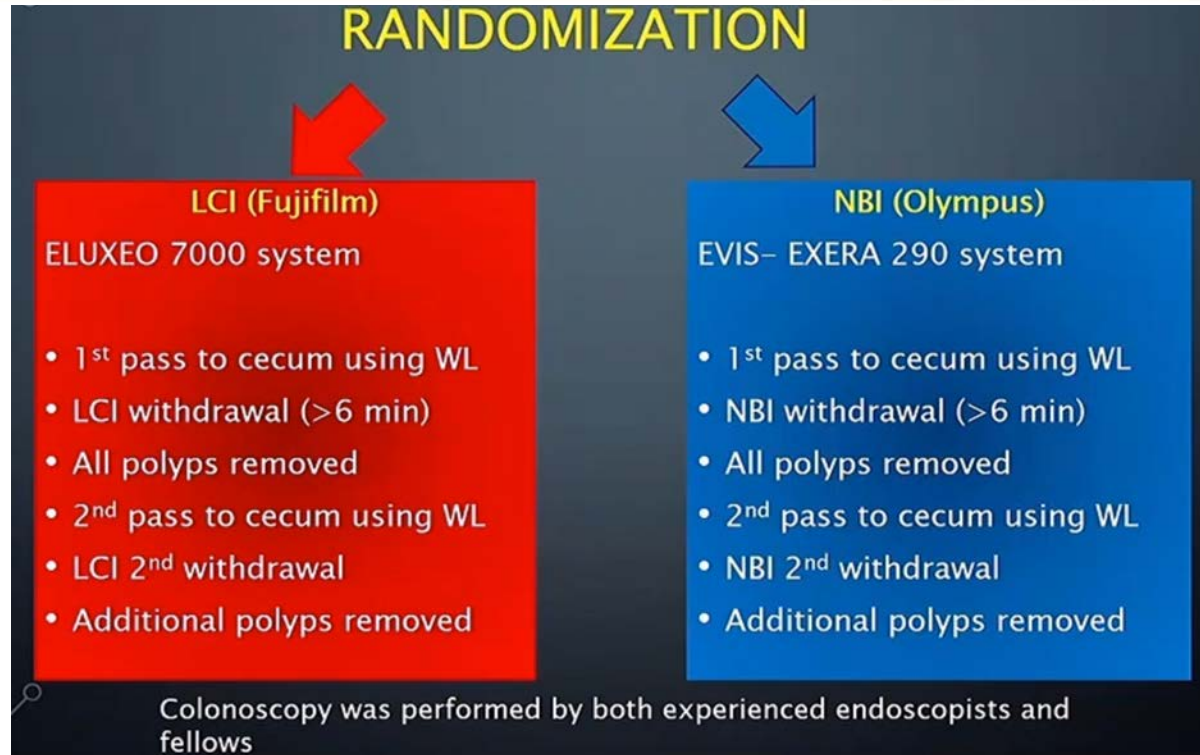 RANDOMIZATION
LCI (Fujifilm)
ELUXEO 7000 system
• 1st pass to cecum using WL
• LCI withdrawal (>6 min)
• All polyps removed
• 2nd pass to cecum using WL
• LCI 2nd withdrawal
• Additional polyps removed
NBI (Olympus)
EVIS– EXERA 290 system
• 1st pass to cecum using WL
• NBI withdrawal (>6 min)
• All polyps removed
• 2nd pass to cecum using WL
• NBI 2nd withdrawal
• Additional polyps removed
Colonoscopy was performed by both experienced endoscopists and
fellows